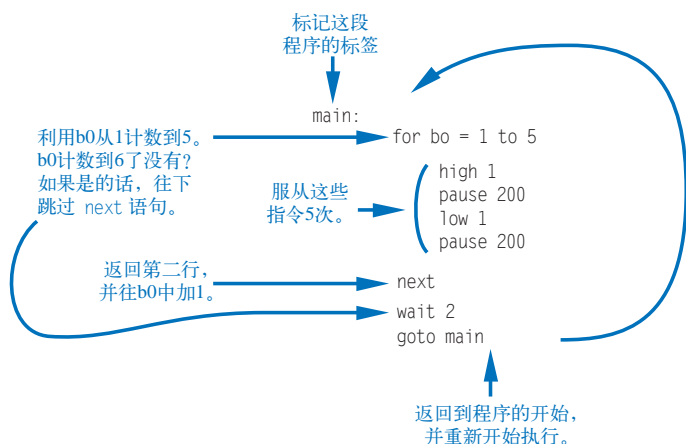 标记这段
程序的标签
main:
利用b0从1计数到5。
b0计数到6了没有？
如果是的话，往下
跳过 next 语句。
for bo = 1 to 5
服从这些
指令5次。
high 1
pause 200
low 1
pause 200
返回第二行，
并往b0中加1。
next
wait 2
goto main
返回到程序的开始，
并重新开始执行。